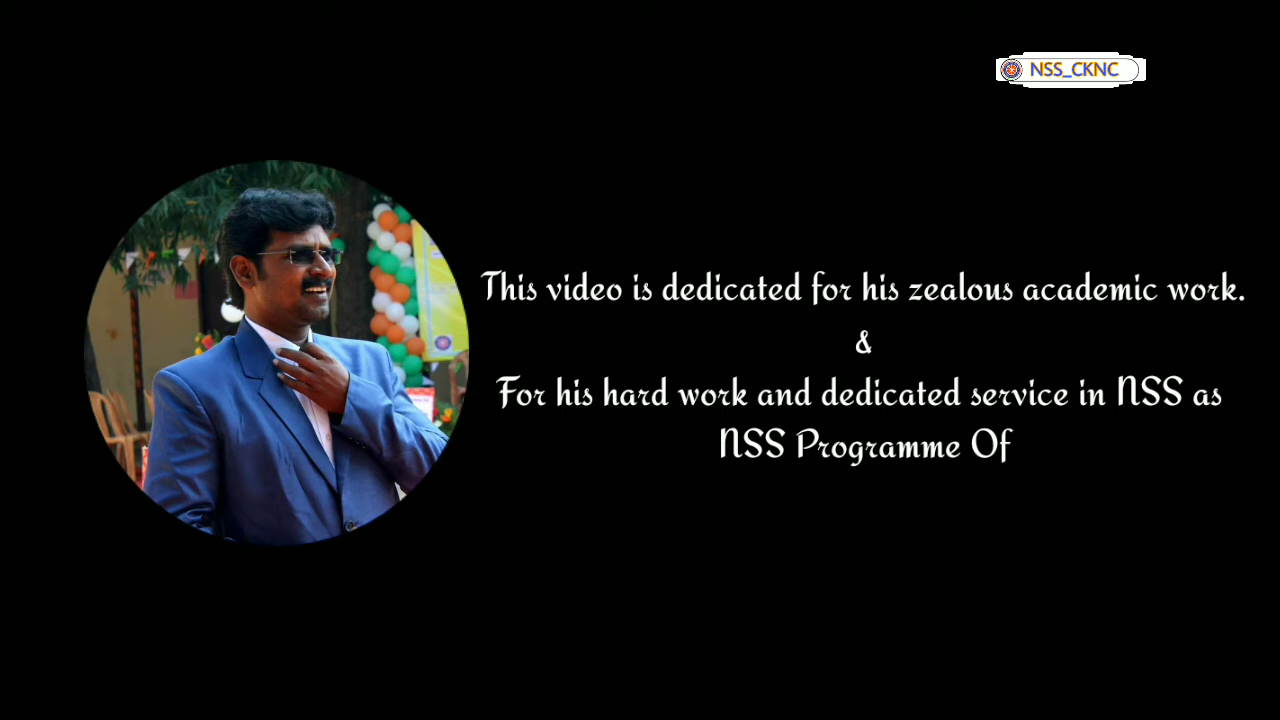 NSS_CKNC
This video is dedicated for his zealous academic work.
&
For his hard work and dedicated service in NSS as
NSS Programme Of